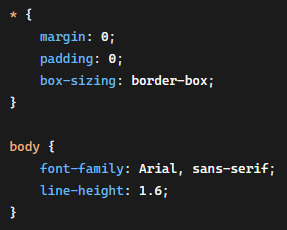 * {
    margin: 0;
    padding: 0;
    box-sizing: border-box;
}

body {
    font-family: Arial, sans-serif;
    line-height: 1.6;
}